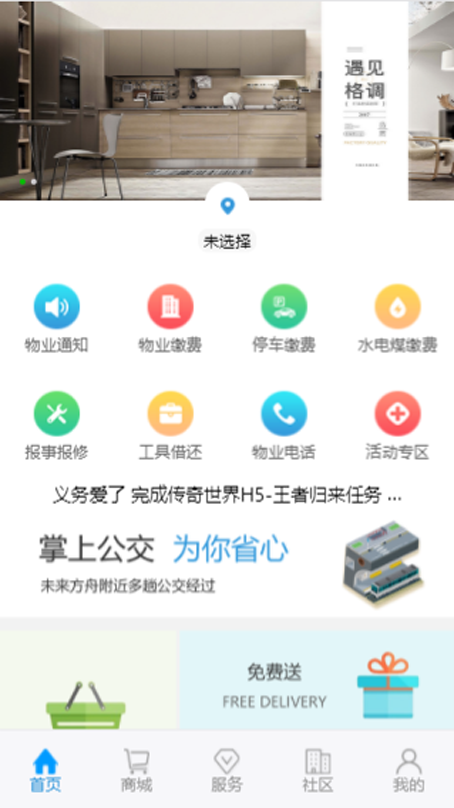 遇见
格调
未选择
物业通知 物业缴费 停车缴费 水电煤缴费
报事报修 工具借还 物业电话 活动专区
义务爱了 完成传奇世界H5-王者归来任务 ...
掌上公交 为你省心
未来方舟附近多趟公交经过
免费送
FREE DELIVERY
首页 商城 服务 社区 我的